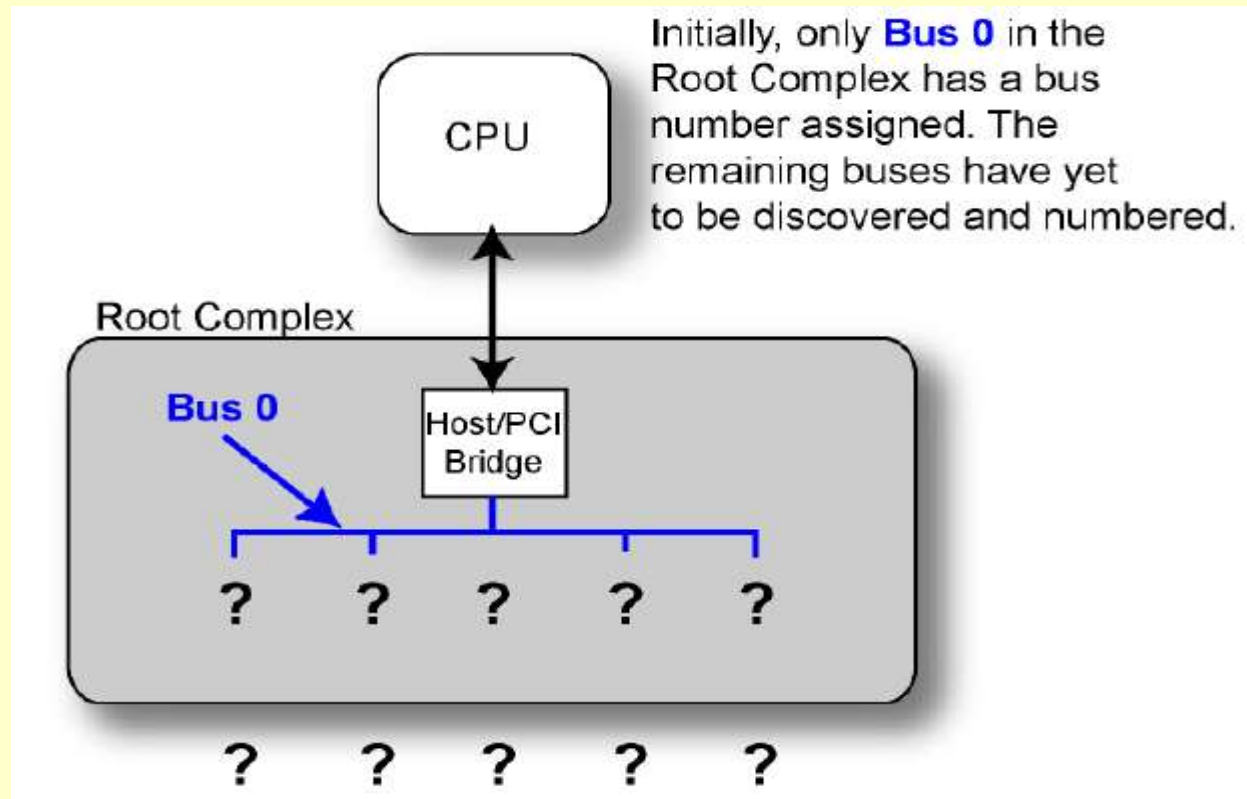 Initially, only Bus 0 in the
Root Complex has a bus
number assigned. The
remaining buses have yet
to be discovered and numbered.
CPU
Root Complex
Bus 0
Host/PCI
Bridge
? ? ? ? ?
? ? ? ? ?